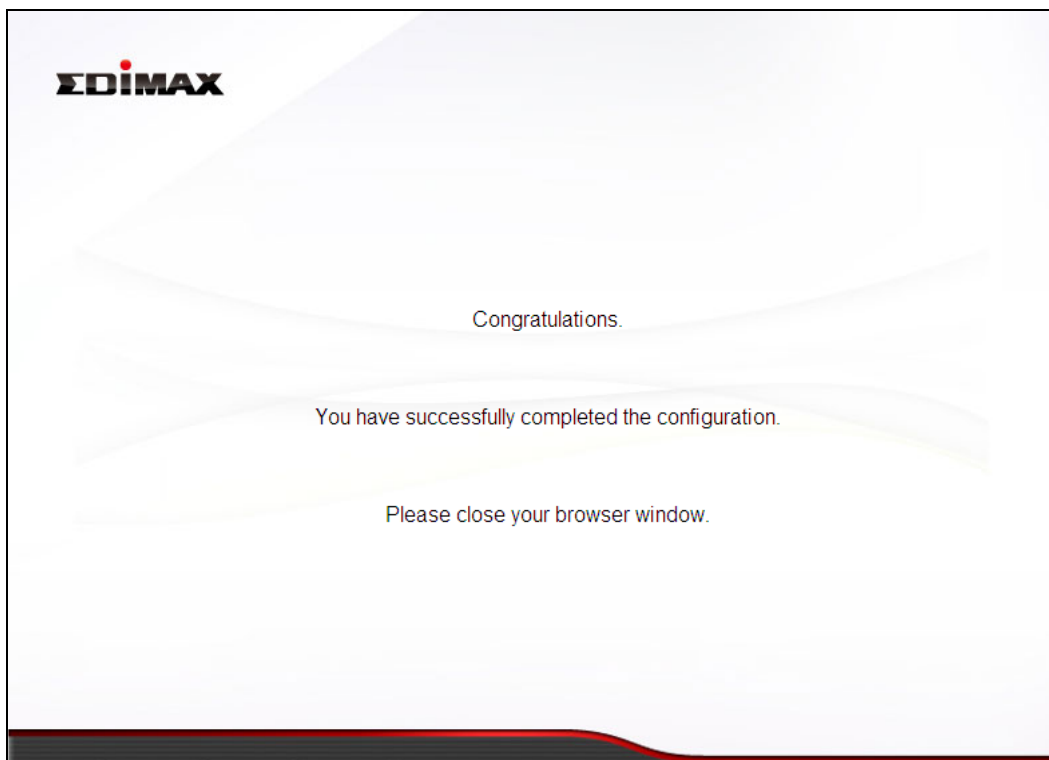 EDIMAX
Congratulations.
You have successfully completed the configuration.
Please close your browser window.